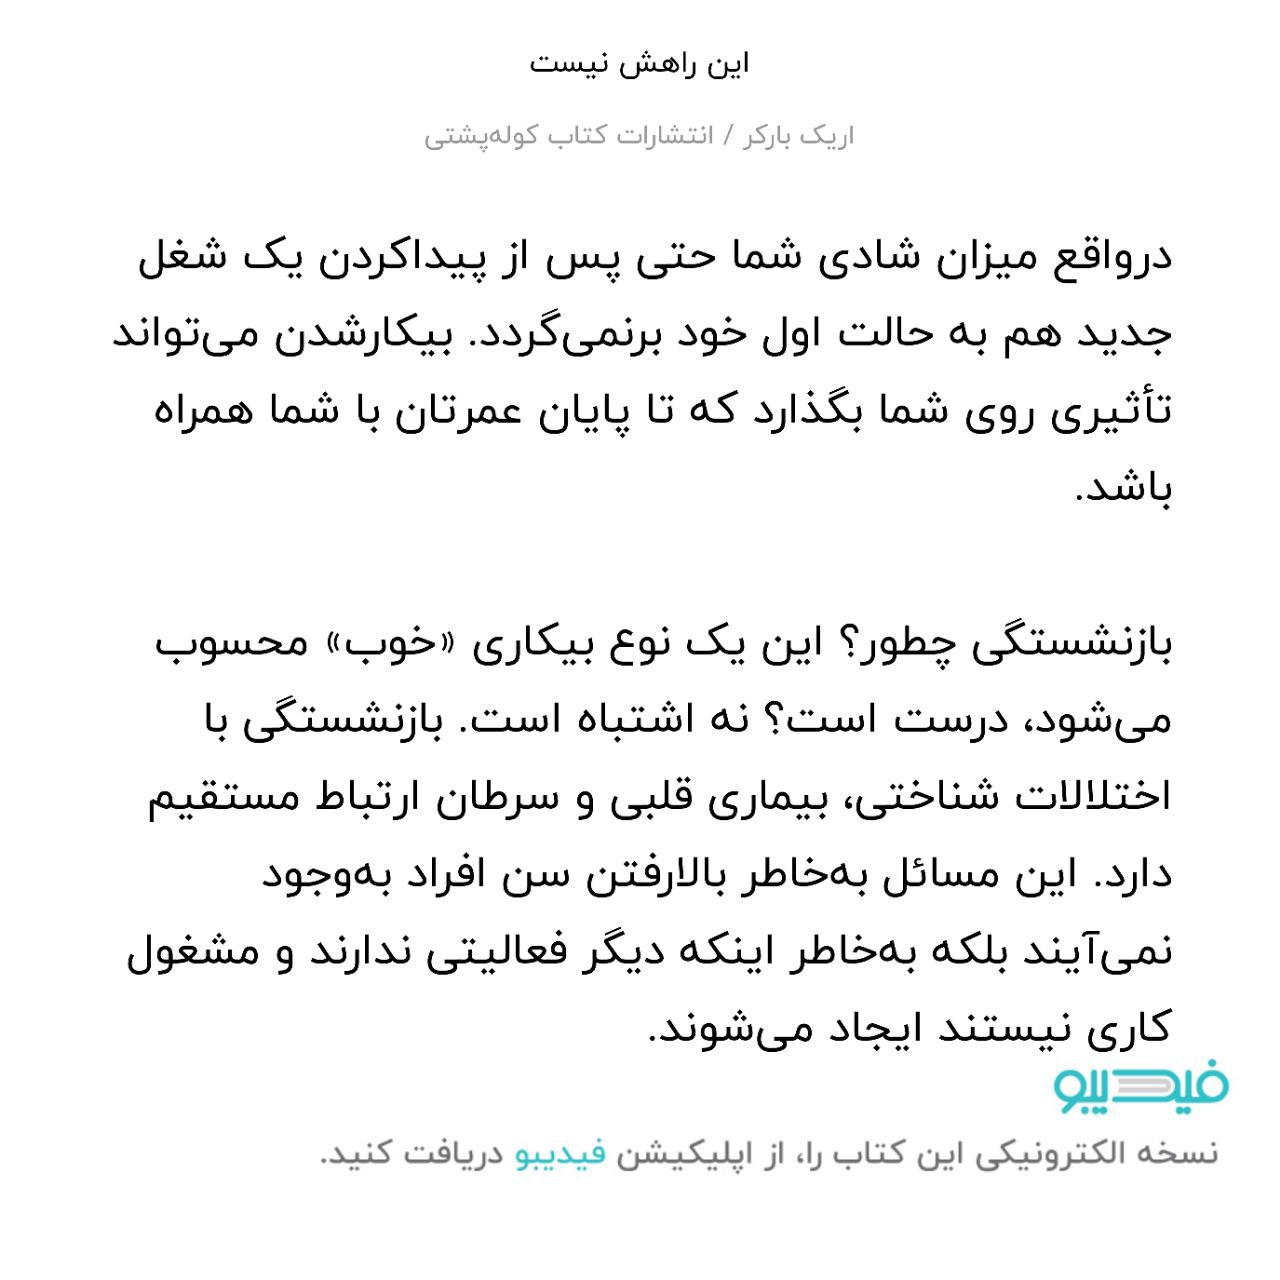 این راهش نیست
اریک بارکر / انتشارات کتاب کوله‌پشتی
درواقع میزان شادی شما حتی پس از پیداکردن یک شغل
جدید هم به حالت اول خود برنمی‌گردد. بیکارشدن می‌تواند
تأثیری روی شما بگذارد که تا پایان عمرتان با شما همراه
باشد.
بازنشستگی چطور؟ این یک نوع بیکاری «خوب» محسوب
می‌شود، درست است؟ نه اشتباه است. بازنشستگی با
اختلالات شناختی، بیماری قلبی و سرطان ارتباط مستقیم
دارد. این مسائل به‌خاطر بالارفتن سن افراد به‌وجود
نمی‌آیند بلکه به‌خاطر اینکه دیگر فعالیتی ندارند و مشغول
کاری نیستند ایجاد می‌شوند.
فیدیبو
نسخه الکترونیکی این کتاب را، از اپلیکیشن فیدیبو دریافت کنید.